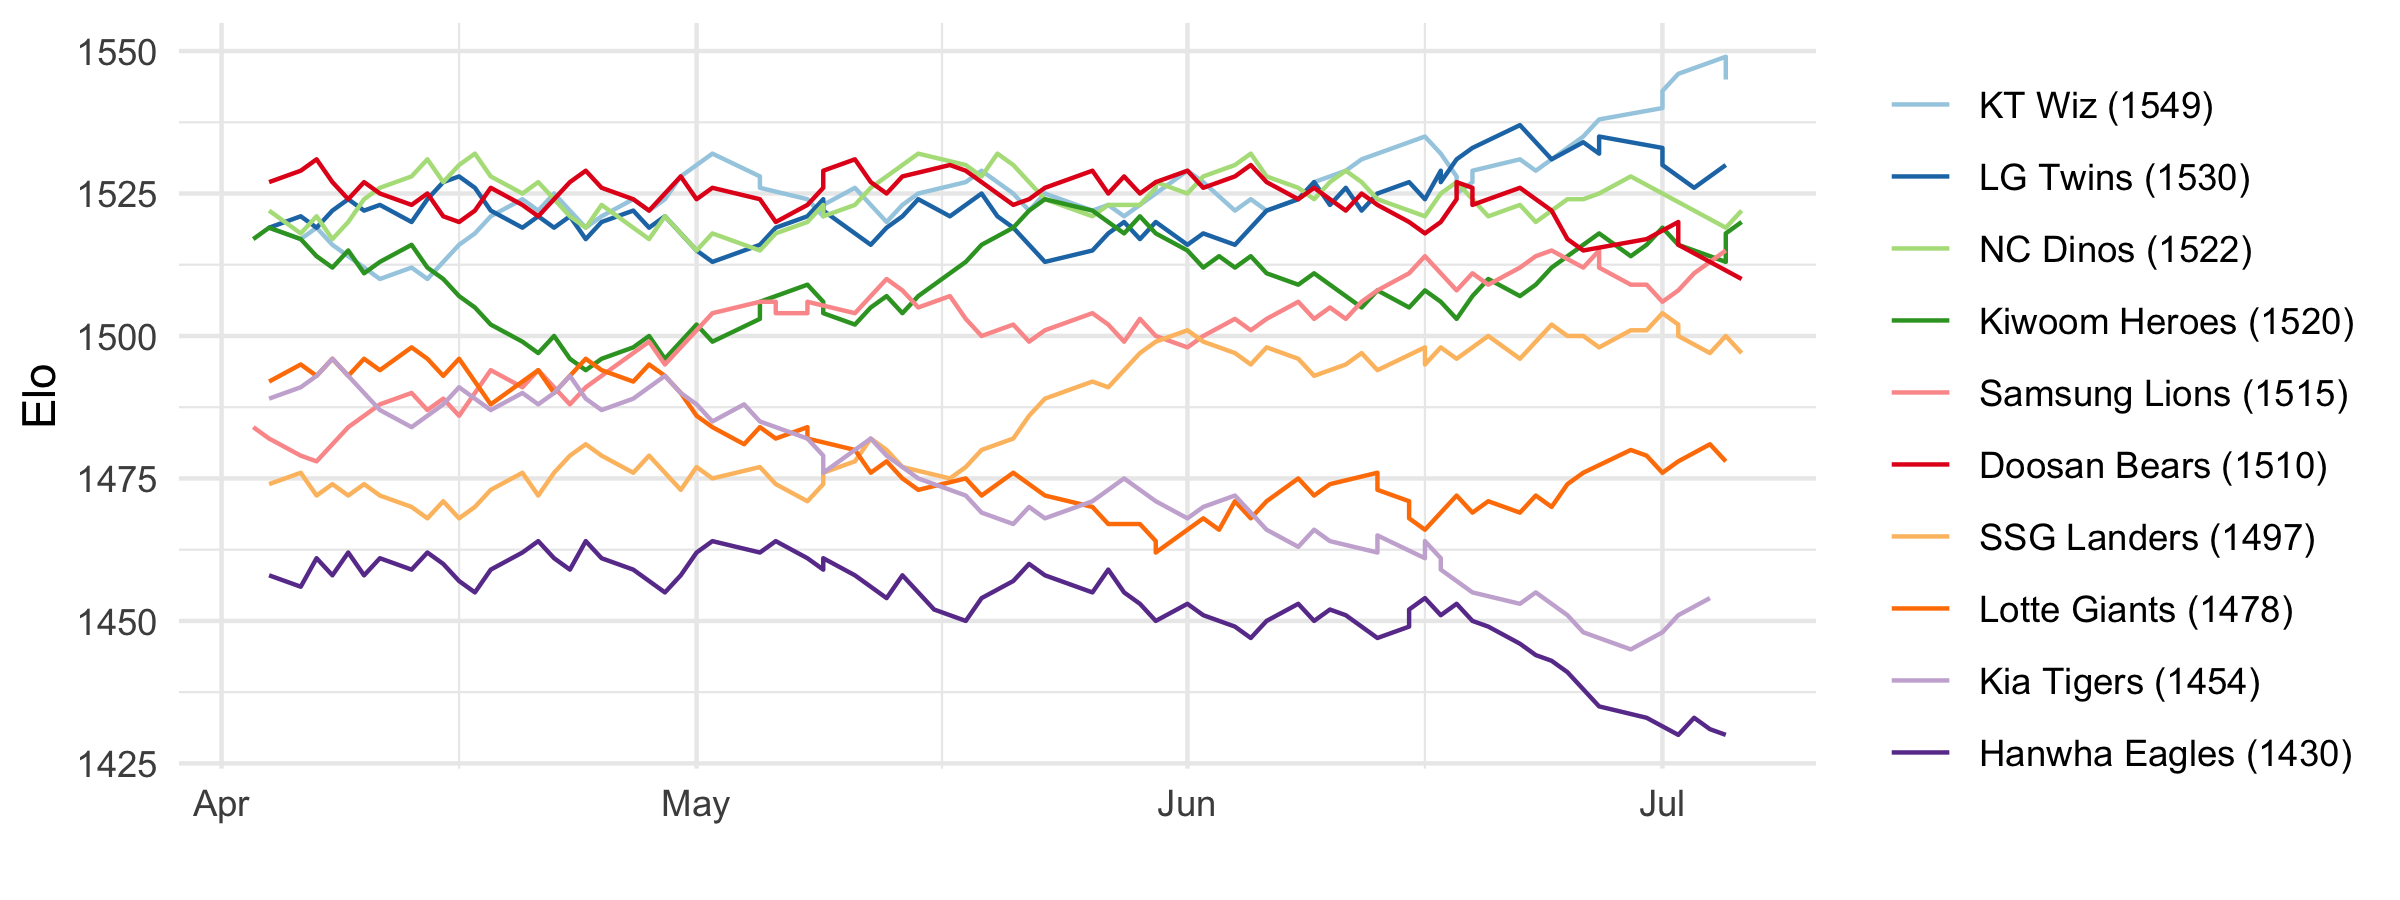 Elo
1550
1525
1500
1475
1450
1425
Apr May Jun Jul
KT Wiz (1549)
LG Twins (1530)
NC Dinos (1522)
Kiwoom Heroes (1520)
Samsung Lions (1515)
Doosan Bears (1510)
SSG Landers (1497)
Lotte Giants (1478)
Kia Tigers (1454)
Hanwha Eagles (1430)